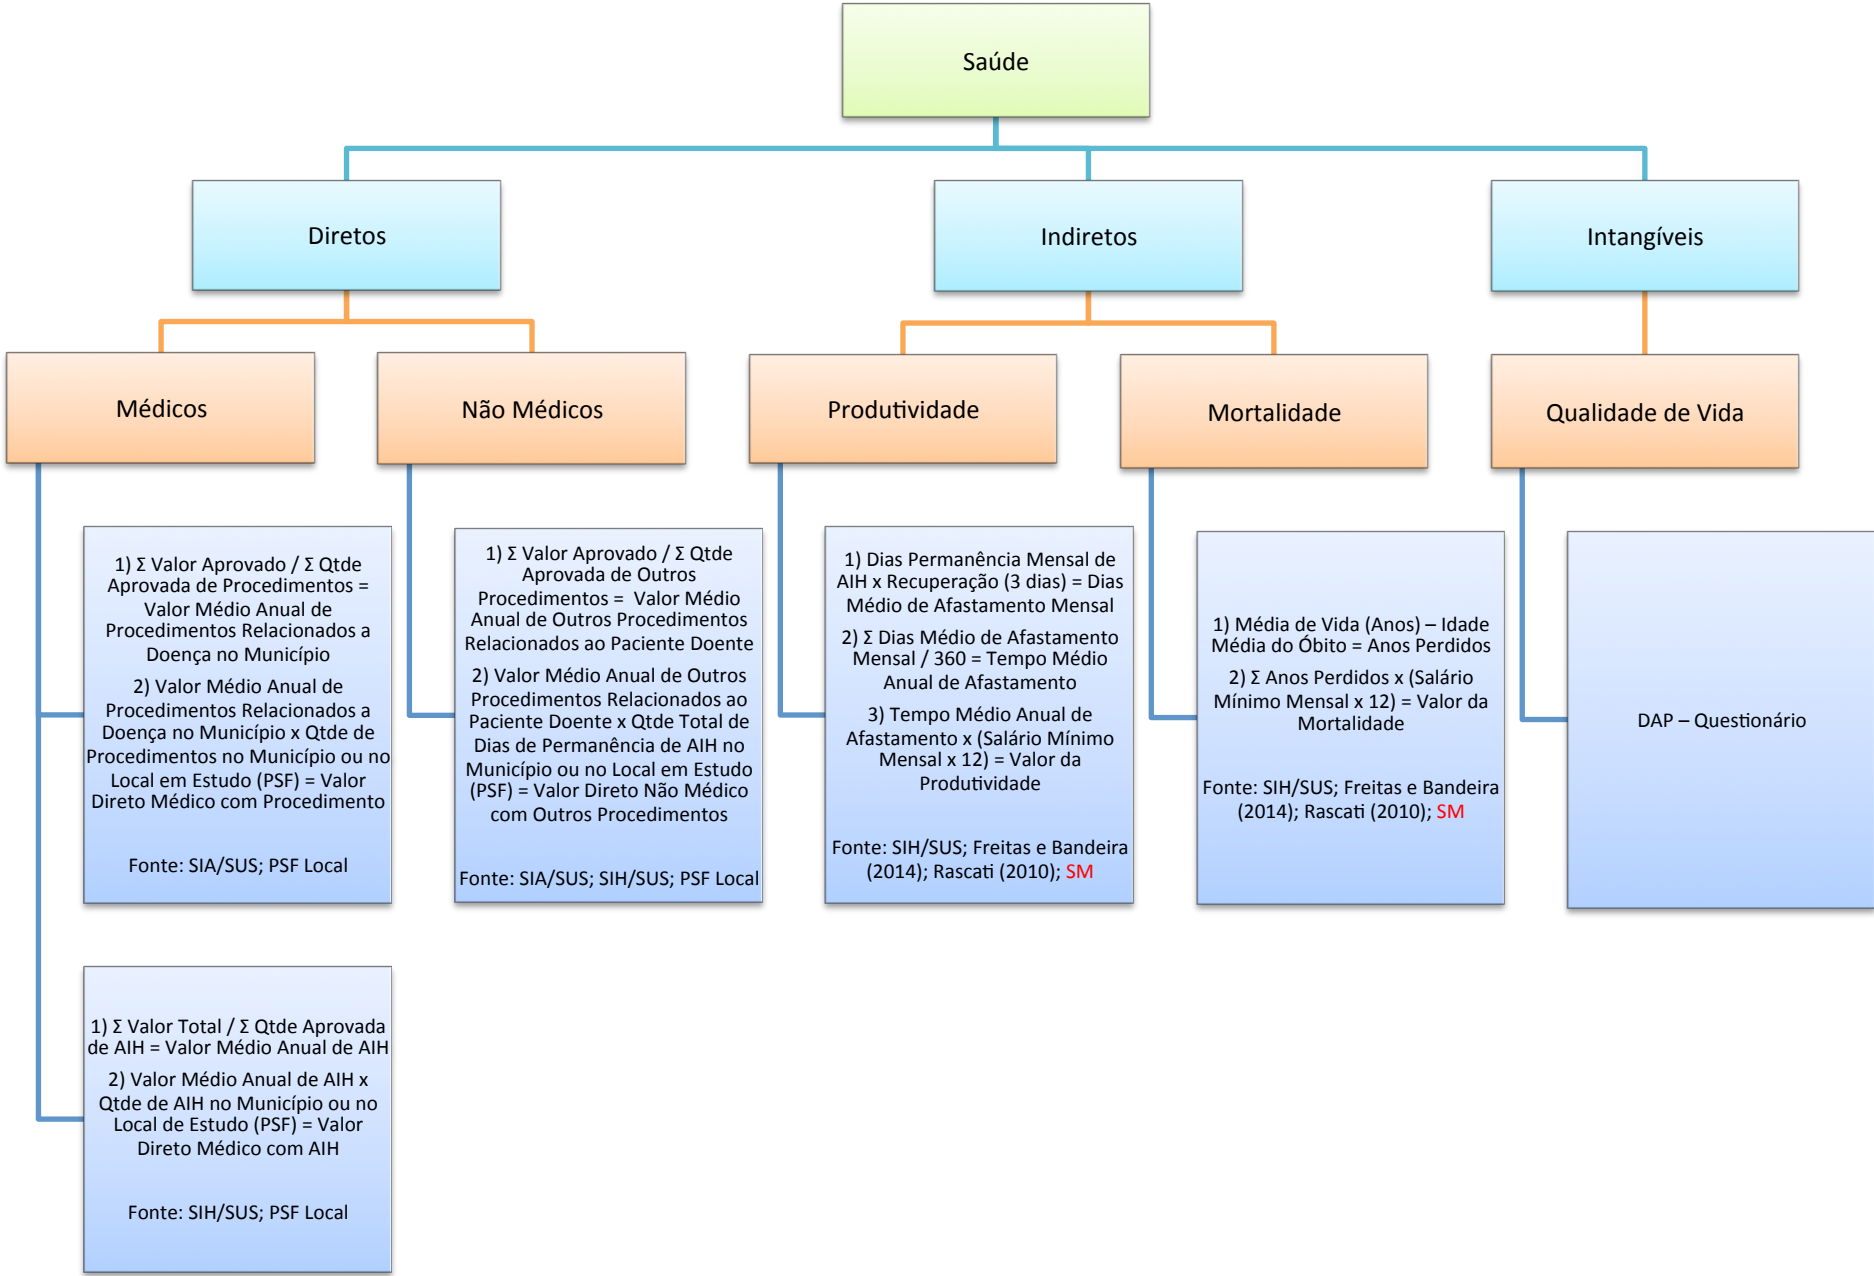 Saúde
Diretos
Indiretos
Intangíveis
Médicos
Não Médicos
Produtividade
Mortalidade
Qualidade de Vida
1) Σ Valor Aprovado / Σ Qtde
Aprovada de Procedimentos =
Valor Médio Anual de
Procedimentos Relacionados a
Doença no Município
2) Valor Médio Anual de
Procedimentos Relacionados a
Doença no Município x Qtde de
Procedimentos no Município ou no
Local em Estudo (PSF) = Valor
Direto Médico com Procedimento
Fonte: SIA/SUS; PSF Local
1) Σ Valor Aprovado / Σ Qtde
Aprovada de Outros
Procedimentos = Valor Médio
Anual de Outros Procedimentos
Relacionados ao Paciente Doente
2) Valor Médio Anual de Outros
Procedimentos Relacionados ao
Paciente Doente x Qtde Total de
Dias de Permanência de AIH no
Município ou no Local em Estudo
(PSF) = Valor Direto Não Médico
com Outros Procedimentos
Fonte: SIA/SUS; SIH/SUS; PSF Local
1) Dias Permanência Mensal de
AIH x Recuperação (3 dias) = Dias
Médio de Afastamento Mensal
2) Σ Dias Médio de Afastamento
Mensal / 360 = Tempo Médio
Anual de Afastamento
3) Tempo Médio Anual de
Afastamento x (Salário Mínimo
Mensal x 12) = Valor da
Produtividade
Fonte: SIH/SUS; Freitas e Bandeira
(2014); Rascati (2010); SM
1) Média de Vida (Anos) – Idade
Média do Óbito = Anos Perdidos
2) Σ Anos Perdidos x (Salário
Mínimo Mensal x 12) = Valor da
Mortalidade
Fonte: SIH/SUS; Freitas e Bandeira
(2014); Rascati (2010); SM
DAP – Questionário
1) Σ Valor Total / Σ Qtde Aprovada
de AIH = Valor Médio Anual de AIH
2) Valor Médio Anual de AIH x
Qtde de AIH no Município ou no
Local de Estudo (PSF) = Valor
Direto Médico com AIH
Fonte: SIH/SUS; PSF Local